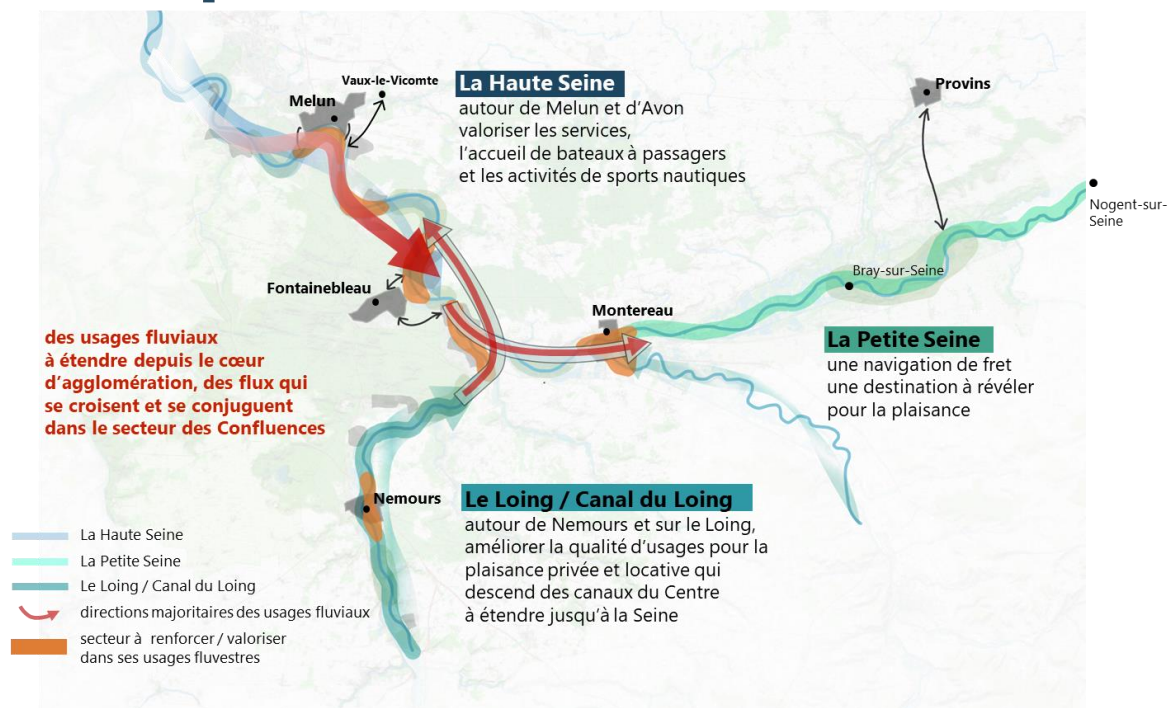 Vaux-le-Vicomte
Melun
La Haute Seine
autour de Melun et d'Avon
valoriser les services,
l'accueil de bateaux à passagers
et les activités de sports nautiques
Provins
Nogent-sur-
Seine
Bray-sur-Seine
Fontainebleau
Montereau
des usages fluviaux
à étendre depuis le cœur
d'agglomération, des flux qui
se croisent et se conjuguent
dans le secteur des Confluences
La Petite Seine
une navigation de fret
une destination à révéler
pour la plaisance
Nemours
Le Loing / Canal du Loing
autour de Nemours et sur le Loing,
améliorer la qualité d'usages pour la
plaisance privée et locative qui
descend des canaux du Centre
à étendre jusqu'à la Seine
La Haute Seine
La Petite Seine
Le Loing / Canal du Loing
directions majoritaires des usages fluviaux
secteur à renforcer / valoriser
dans ses usages fluvestres